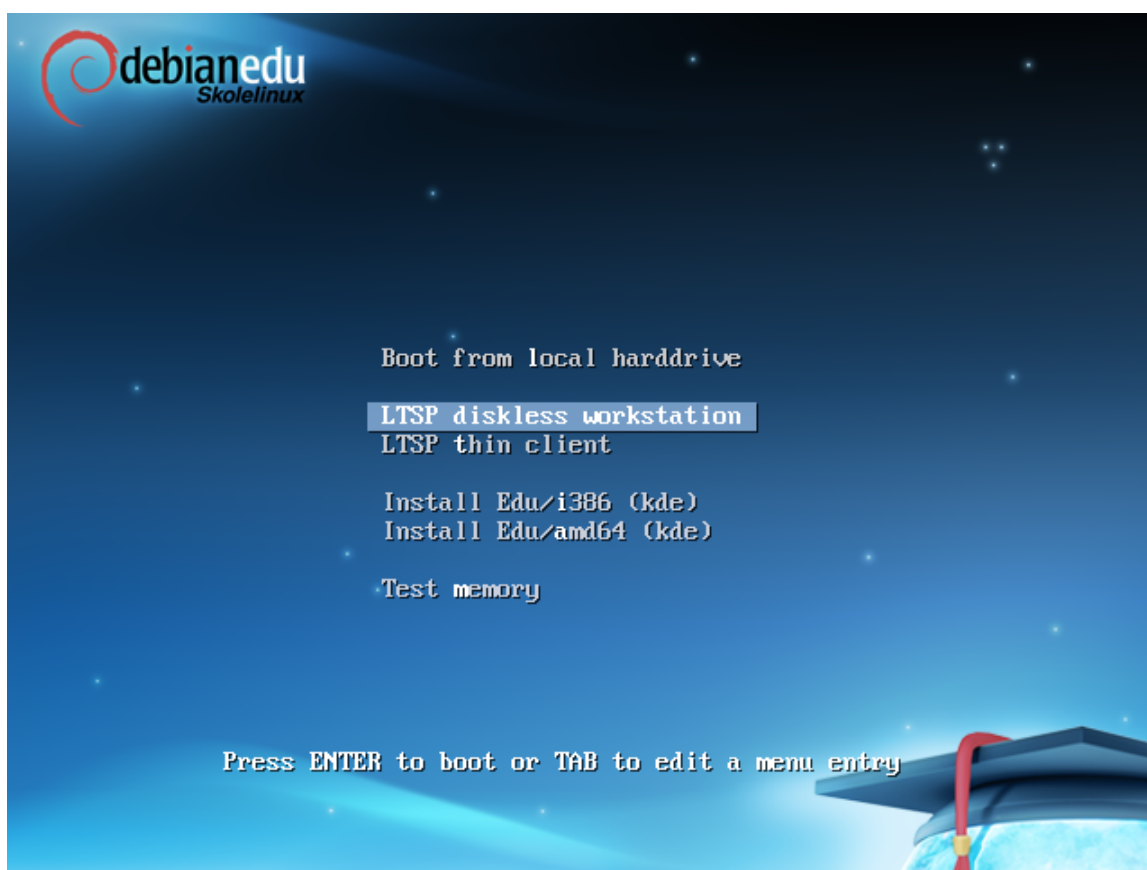 debianedu
Skolelinux
Boot from local harddrive
LTSP diskless workstation
LTSP thin client
Install Edu/i386 (kde)
Install Edu/amd64 (kde)
Test memory
Press ENTER to boot or TAB to edit a menu entry